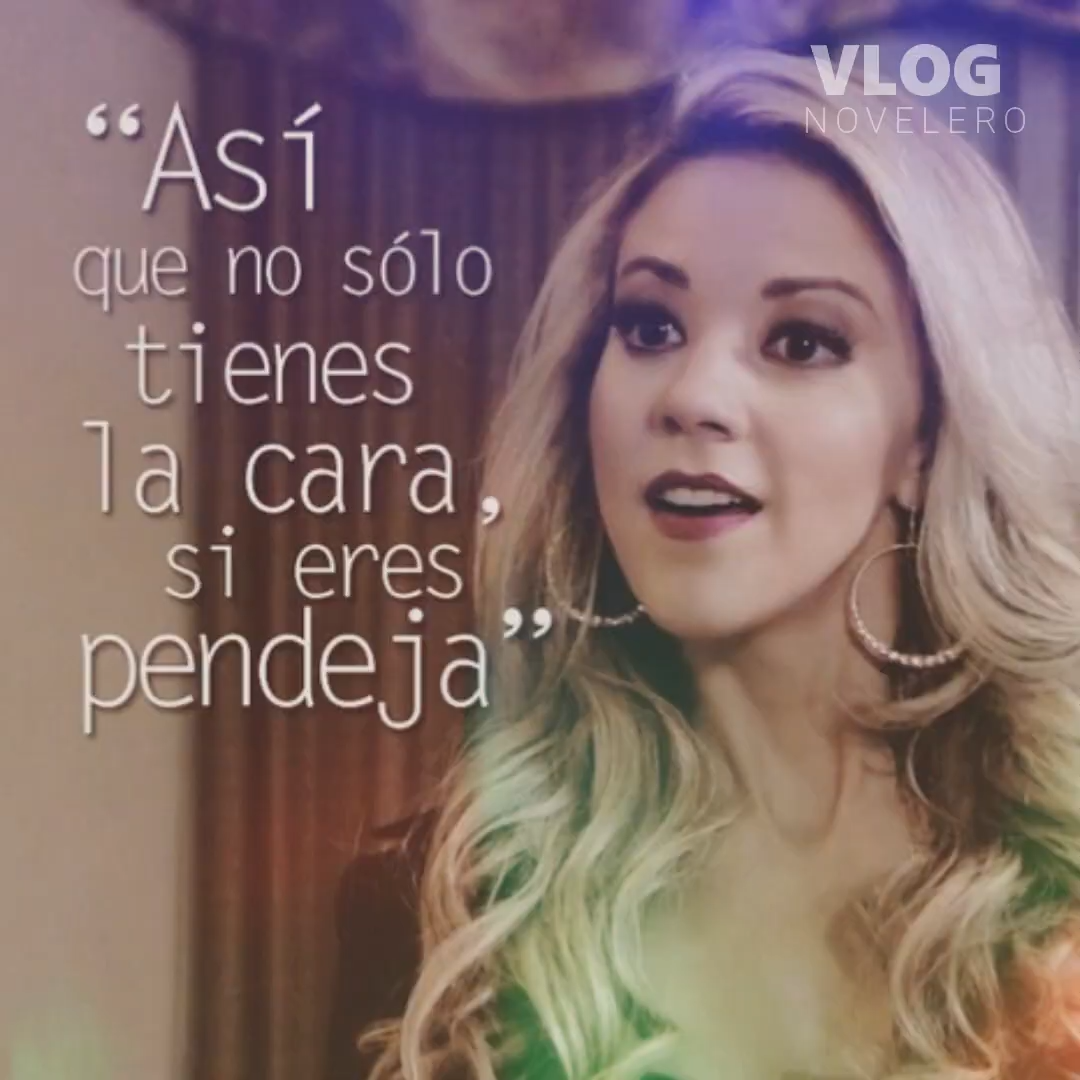 VLOG
NOVELERO
“Así
que no sólo
tienes
la cara,
si eres
pendeja”